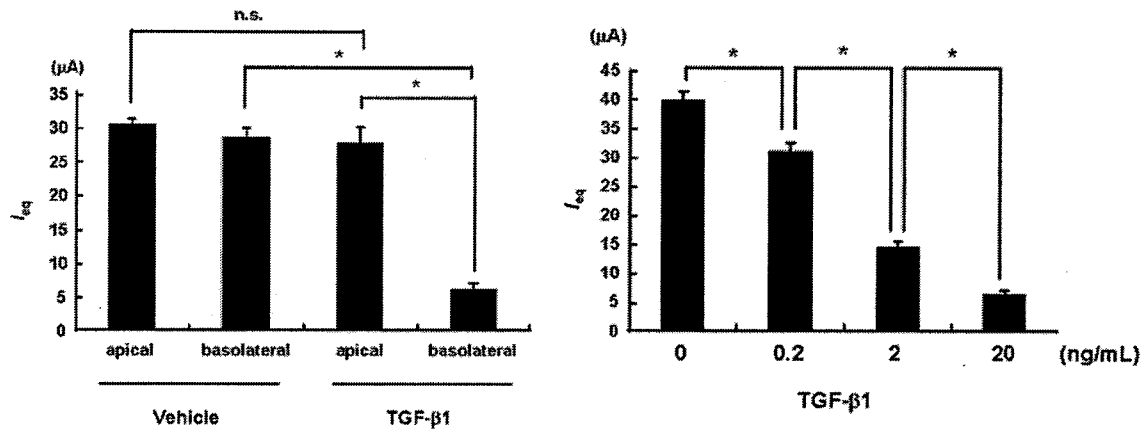 n.s.
(μA)
*
*
35
30
25
20
15
10
5
0
Ieq
apical basolateral apical basolateral
Vehicle TGF-β1
(μA)
* * *
45
40
35
30
25
20
15
10
5
0
Ieq
0 0.2 2 20 (ng/mL)
TGF-β1